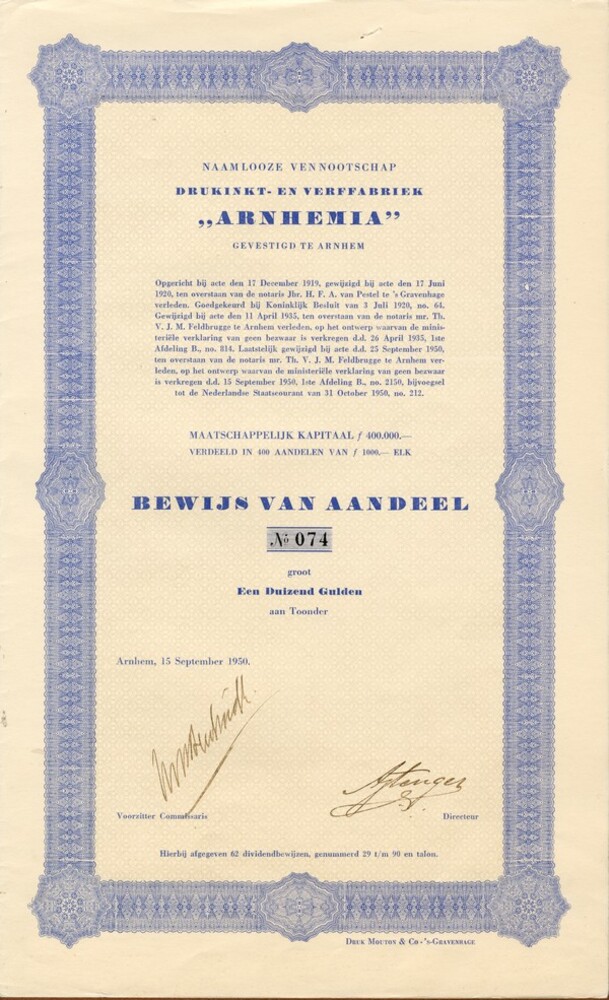 NAAMLOOZE VENNOOTSCHAP
DRUKINKT- EN VERFFABRIEK
„ARNHEMIA”
GEVESTIGD TE ARNHEM
Opgericht bij acte den 17 December 1919, gewijzigd bij acte den 17 Juni
1920, ten overstaan van de notaris Jhr. H. F. A. van Pestel te 's Gravenhage
verleden. Goedgekeurd bij Koninklijk Besluit van 3 Juli 1920, no. 64.
Gewijzigd bij acte den 11 April 1935, ten overstaan van de notaris mr. Th.
V. J. M. Feldbrugge te Arnhem verleden, op het ontwerp waarvan de minis-
teriële verklaring van geen bezwaar is verkregen d.d. 26 April 1935, 1ste
Afdeling B., no. 814. Laatstelijk gewijzigd bij acte d.d. 25 September 1950,
ten overstaan van de notaris mr. Th. V. J. M. Feldbrugge te Arnhem ver-
leden, op het ontwerp waarvan de ministeriële verklaring van geen bezwaar
is verkregen d.d. 15 September 1950, 1ste Afdeling B., no. 2150, bijvoegsel
tot de Nederlandse Staatscourant van 31 October 1950, no. 212.
MAATSCHAPPELIJK KAPITAAL ƒ 400.000.—
VERDEELD IN 400 AANDELEN VAN ƒ 1000.— ELK
BEWIJS VAN AANDEEL
№ 074
groot
Een Duizend Gulden
aan Toonder
Arnhem, 15 September 1950.
Voorzitter Commissaris
Directeur
Hierbij afgegeven 62 dividendbewijzen, genummerd 29 t/m 90 en talon.
DRUK MOUTON & CO - 'S-GRAVENHAGE